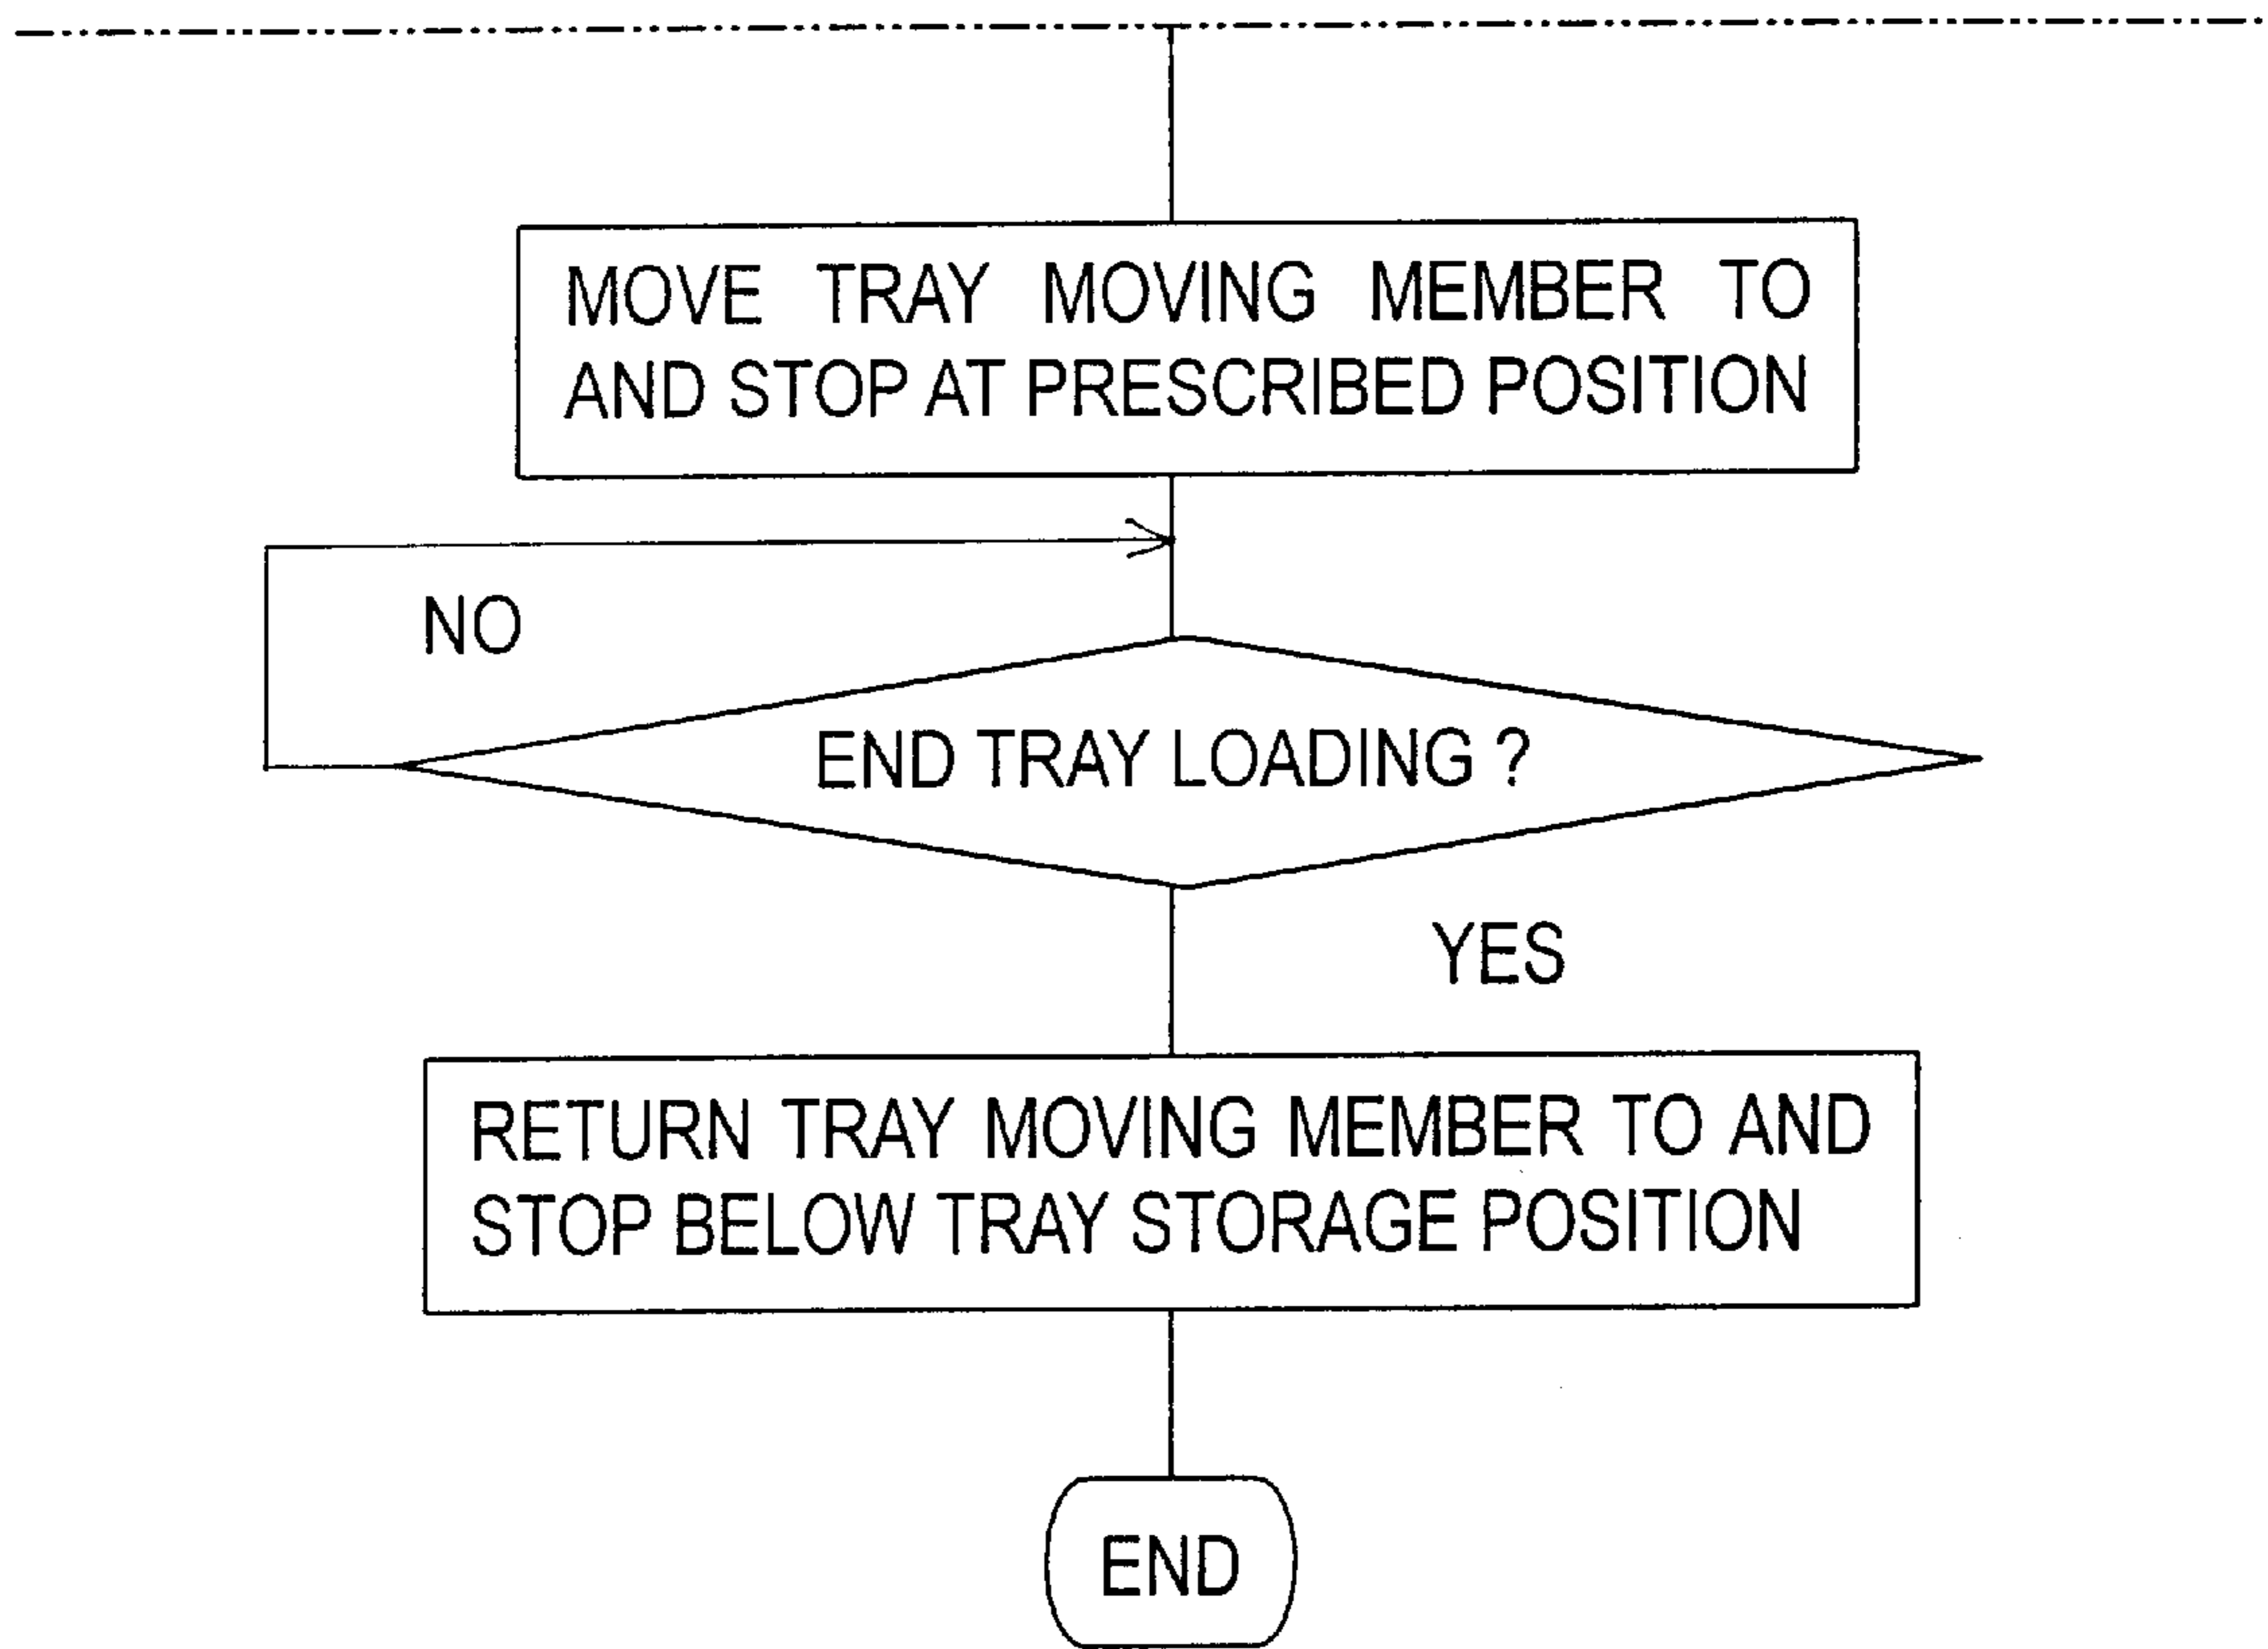 MOVE TRAY MOVING MEMBER TO
AND STOP AT PRESCRIBED POSITION
NO
END TRAY LOADING ?
YES
RETURN TRAY MOVING MEMBER TO AND
STOP BELOW TRAY STORAGE POSITION
END